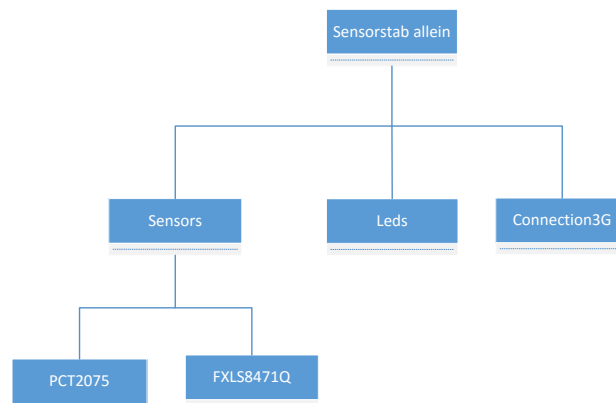 Sensorstab allein
Sensors
Leds
Connection3G
PCT2075
FXLS8471Q